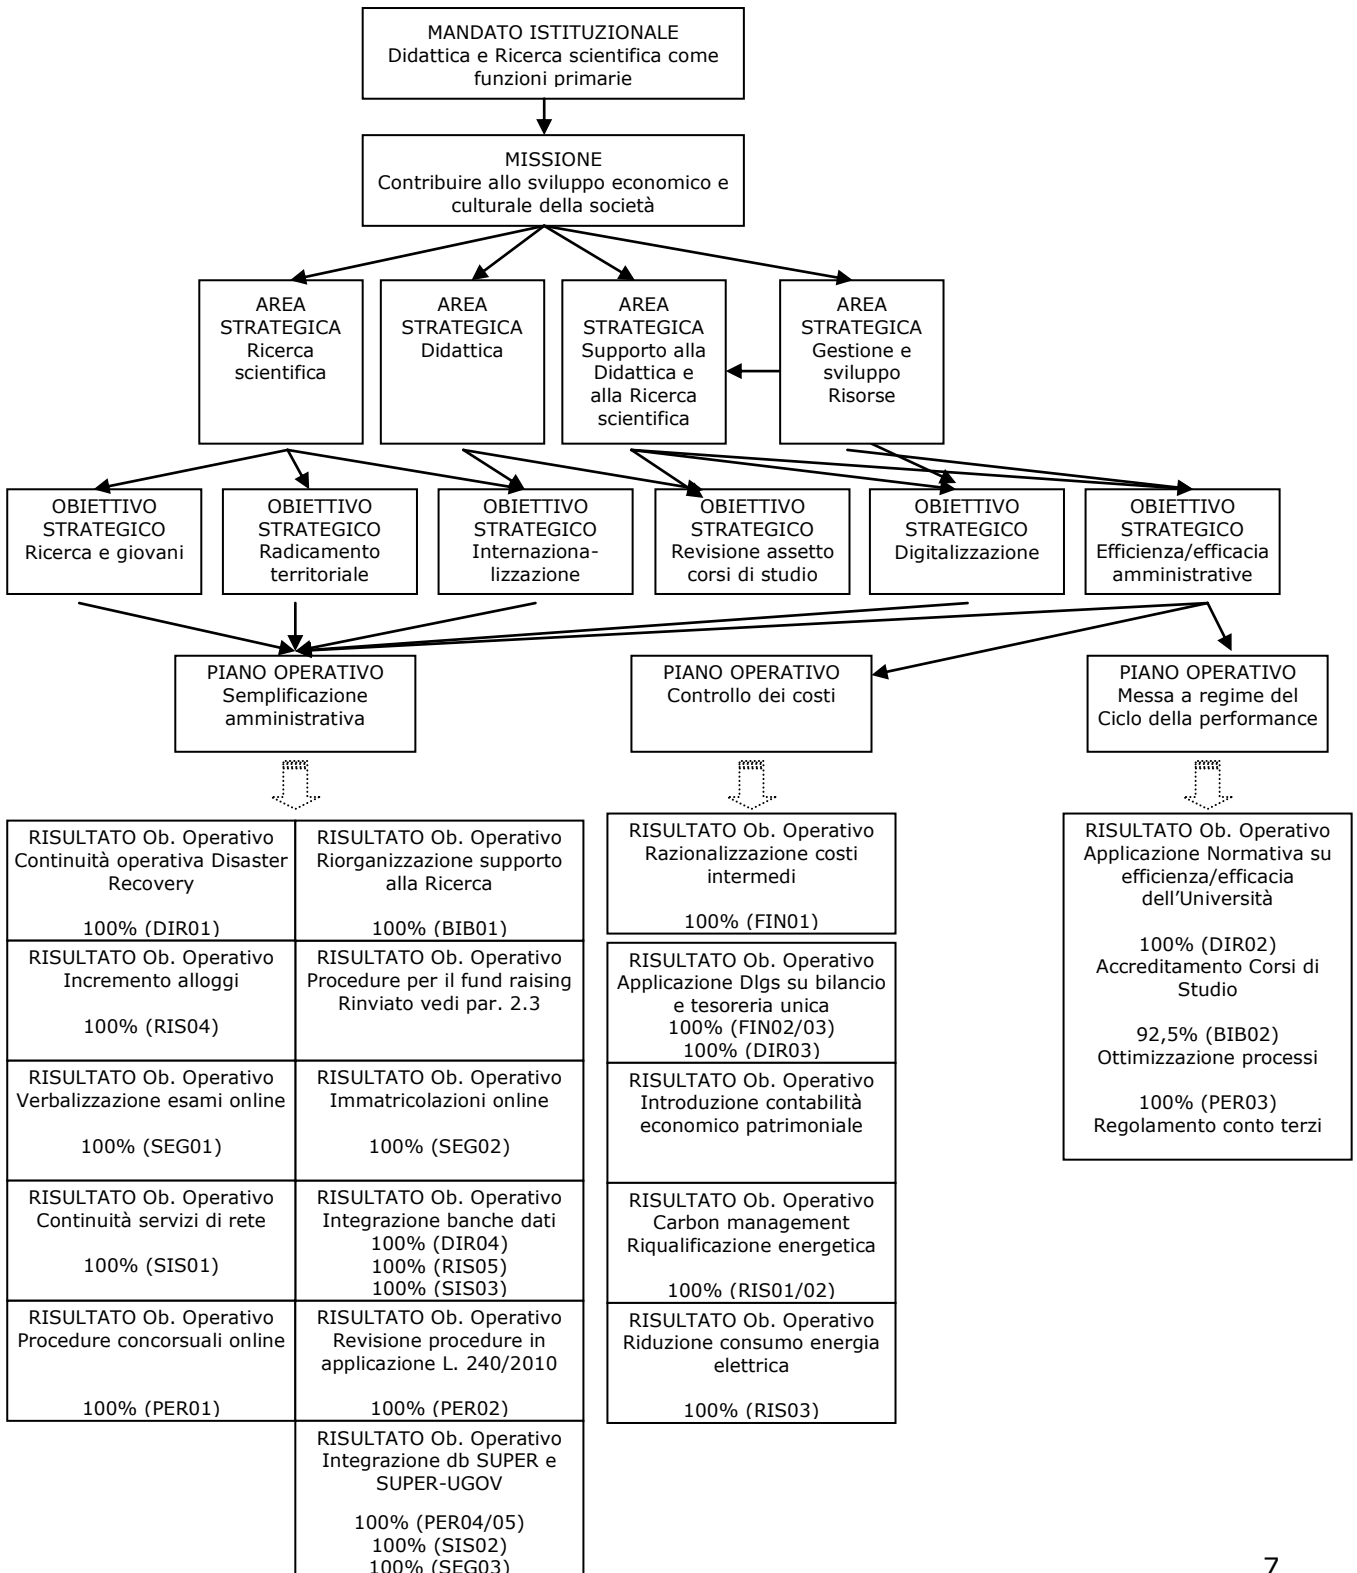 MANDATO ISTITUZIONALE
Didattica e Ricerca scientifica come
funzioni primarie
MISSIONE
Contribuire allo sviluppo economico e
culturale della società
AREA
STRATEGICA
Ricerca
scientifica
AREA
STRATEGICA
Didattica
AREA
STRATEGICA
Supporto alla
Didattica e
alla Ricerca
scientifica
AREA
STRATEGICA
Gestione e
sviluppo
Risorse
OBIETTIVO
STRATEGICO
Ricerca e giovani
OBIETTIVO
STRATEGICO
Radicamento
territoriale
OBIETTIVO
STRATEGICO
Internaziona-
lizzazione
OBIETTIVO
STRATEGICO
Revisione assetto
corsi di studio
OBIETTIVO
STRATEGICO
Digitalizzazione
OBIETTIVO
STRATEGICO
Efficienza/efficacia
amministrative
PIANO OPERATIVO
Semplificazione
amministrativa
PIANO OPERATIVO
Controllo dei costi
PIANO OPERATIVO
Messa a regime del
Ciclo della performance
RISULTATO Ob. Operativo
Continuità operativa Disaster
Recovery
100% (DIR01)
RISULTATO Ob. Operativo
Riorganizzazione supporto
alla Ricerca
100% (BIB01)
RISULTATO Ob. Operativo
Incremento alloggi
100% (RIS04)
RISULTATO Ob. Operativo
Procedure per il fund raising
Rinviato vedi par. 2.3
RISULTATO Ob. Operativo
Verbalizzazione esami online
100% (SEG01)
RISULTATO Ob. Operativo
Immatricolazioni online
100% (SEG02)
RISULTATO Ob. Operativo
Continuità servizi di rete
100% (SIS01)
RISULTATO Ob. Operativo
Integrazione banche dati
100% (DIR04)
100% (RIS05)
100% (SIS03)
RISULTATO Ob. Operativo
Procedure concorsuali online
100% (PER01)
RISULTATO Ob. Operativo
Revisione procedure in
applicazione L. 240/2010
100% (PER02)
RISULTATO Ob. Operativo
Integrazione db SUPER e
SUPER-UGOV
100% (PER04/05)
100% (SIS02)
100% (SEG03)
RISULTATO Ob. Operativo
Razionalizzazione costi
intermedi
100% (FIN01)
RISULTATO Ob. Operativo
Applicazione Dlgs su bilancio
e tesoreria unica
100% (FIN02/03)
100% (DIR03)
RISULTATO Ob. Operativo
Introduzione contabilità
economico patrimoniale
RISULTATO Ob. Operativo
Carbon management
Riqualificazione energetica
100% (RIS01/02)
RISULTATO Ob. Operativo
Riduzione consumo energia
elettrica
100% (RIS03)
RISULTATO Ob. Operativo
Applicazione Normativa su
efficienza/efficacia
dell'Università
100% (DIR02)
Accreditamento Corsi di
Studio
92,5% (BIB02)
Ottimizzazione processi
100% (PER03)
Regolamento conto terzi
7